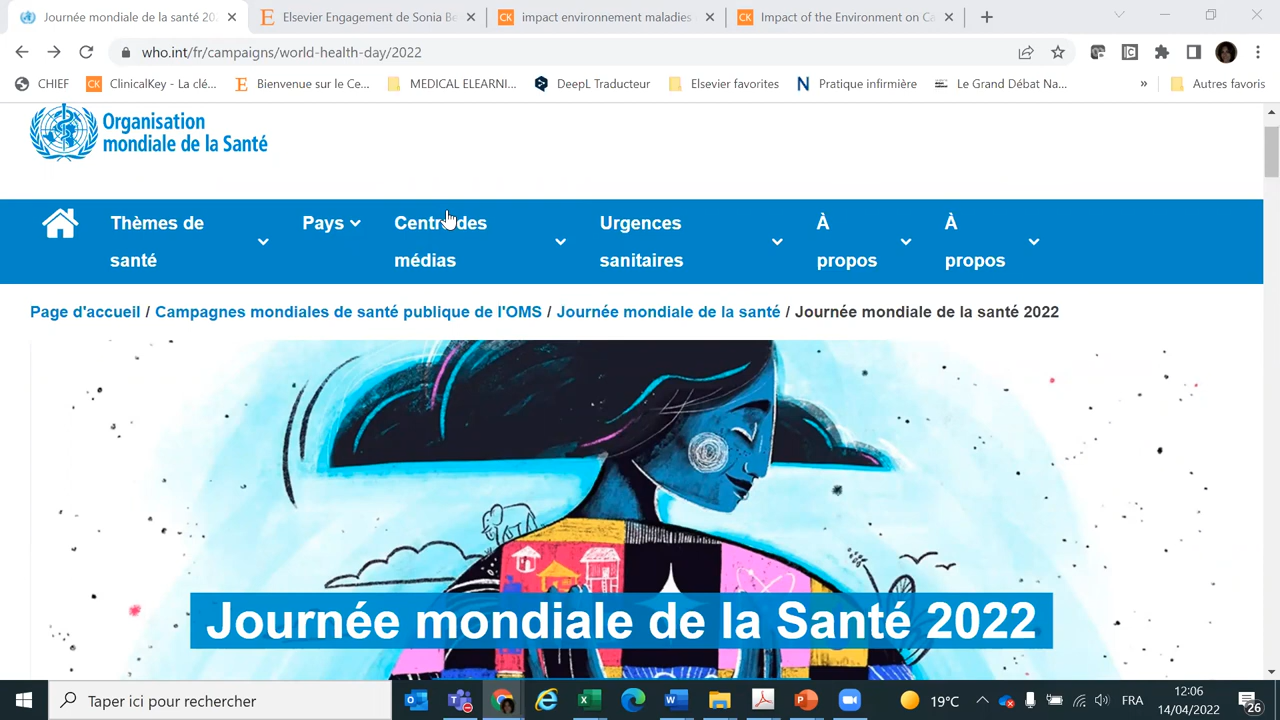 Journée mondiale de la santé 20
Elsevier Engagement de Sonia Be
impact environnement maladies
Impact of the Environment on Ca
who.int/fr/campaigns/world-health-day/2022
CHIEF
ClinicalKey - La clé...
Bienvenue sur le Ce...
MEDICAL ELEARNI...
DeepL Traducteur
Elsevier favorites
Pratique infirmière
Le Grand Débat Na...
»
Autres favoris
Organisation
mondiale de la Santé
Thèmes de
santé
Pays
Centre des
médias
Urgences
sanitaires
À
propos
À
propos
Page d'accueil / Campagnes mondiales de santé publique de l'OMS / Journée mondiale de la santé / Journée mondiale de la santé 2022
Journée mondiale de la Santé 2022
Taper ici pour rechercher
19°C
FRA
12:06
14/04/2022
26